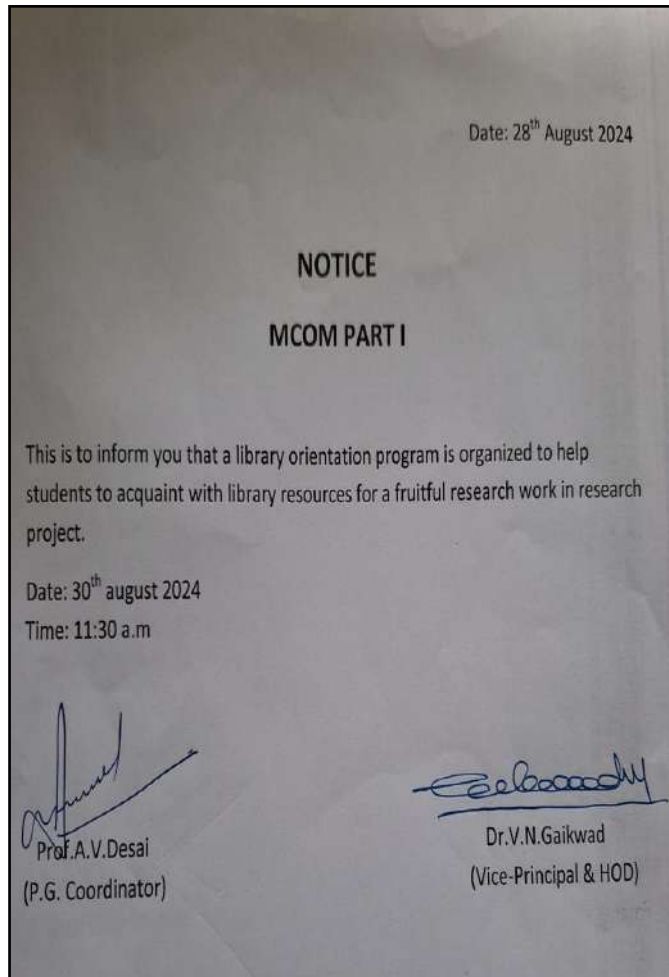 Date: 28th August 2024
NOTICE
MCOM PART I
This is to inform you that a library orientation program is organized to help
students to acquaint with library resources for a fruitful research work in research
project.
Date: 30th august 2024
Time: 11:30 a.m
Prof.A.V.Desai
(P.G. Coordinator)
Dr.V.N.Gaikwad
(Vice-Principal & HOD)